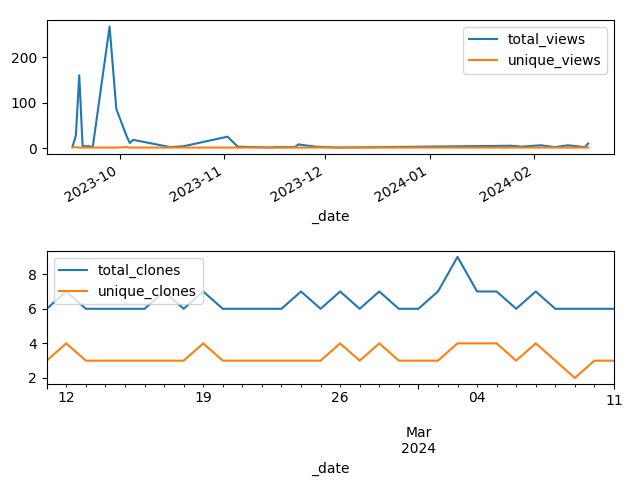 200
100
0
total_views
unique_views
2023-10
2023-11
2023-12
2024-01
2024-02
_date
8
6
4
2
total_clones
unique_clones
12
19
26
04
11
Mar
2024
_date